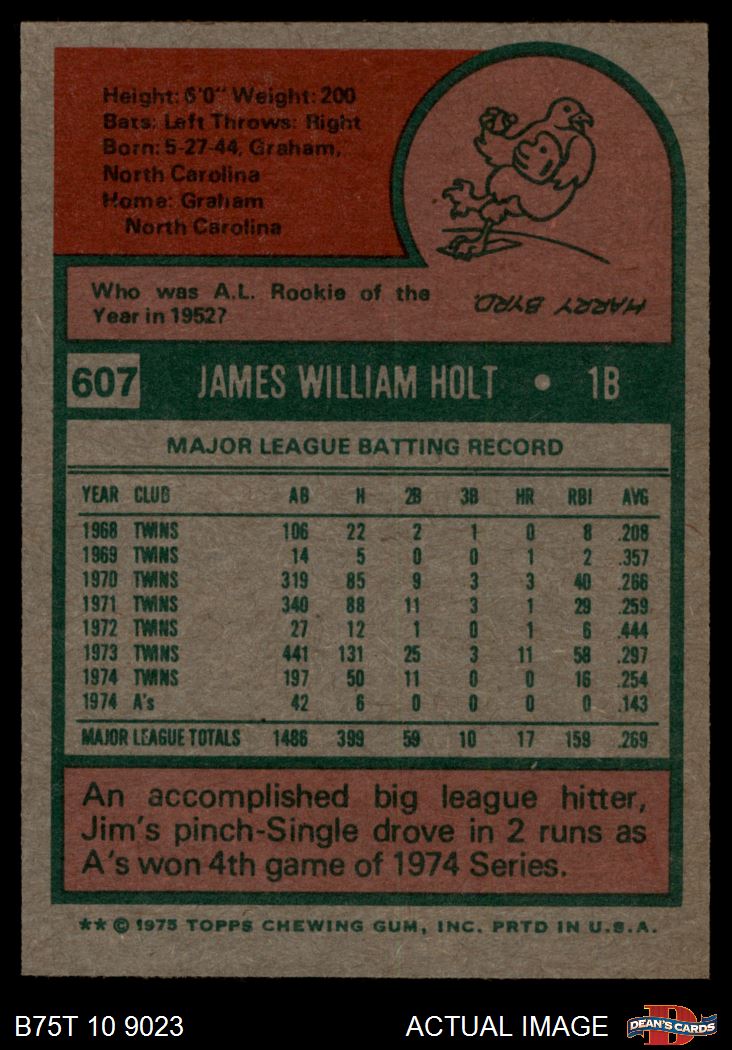 Height: 6'0" Weight: 200
Bats: Left Throws: Right
Born: 5-27-44, Graham,
North Carolina
Home: Graham
North Carolina
Who was A.L. Rookie of the
Year in 1952?
HARRY BYRD.
607 JAMES WILLIAM HOLT • 1B
MAJOR LEAGUE BATTING RECORD
YEAR CLUB AB H 2B 3B HR RBI AVG
1968 TWINS 106 22 2 1 0 8 .208
1969 TWINS 14 5 0 0 1 2 .357
1970 TWINS 319 85 9 3 3 40 .266
1971 TWINS 340 88 11 3 1 29 .259
1972 TWINS 27 12 1 0 1 6 .444
1973 TWINS 441 131 25 3 11 58 .297
1974 TWINS 197 50 11 0 0 16 .254
1974 A's 42 6 0 0 0 0 .143
MAJOR LEAGUE TOTALS 1486 399 59 10 17 159 .269
An accomplished big league hitter,
Jim's pinch-Single drove in 2 runs as
A's won 4th game of 1974 Series.
** © 1975 TOPPS CHEWING GUM, INC. PRTD IN U.S.A.
B75T 10 9023 ACTUAL IMAGE D DEAN'S CARDS